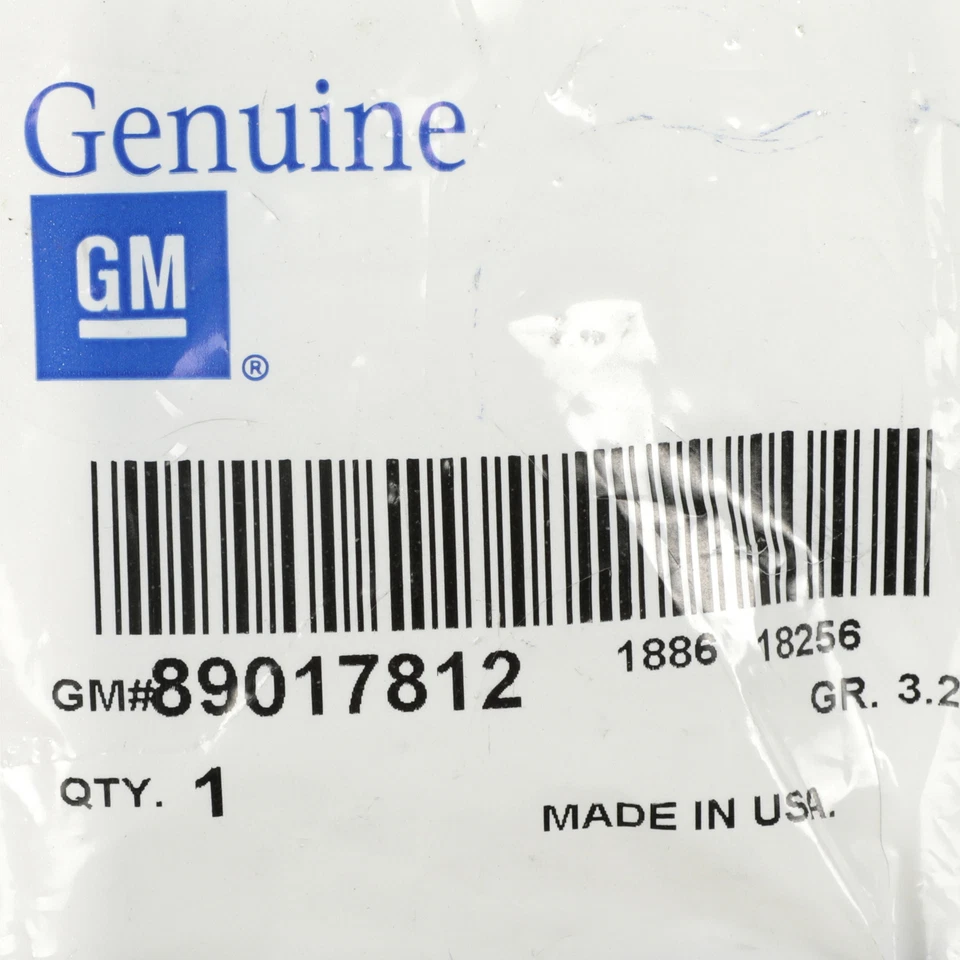 Genuine
GM
®
1886 18256
GM#89017812
GR. 3.2
QTY. 1
MADE IN USA.